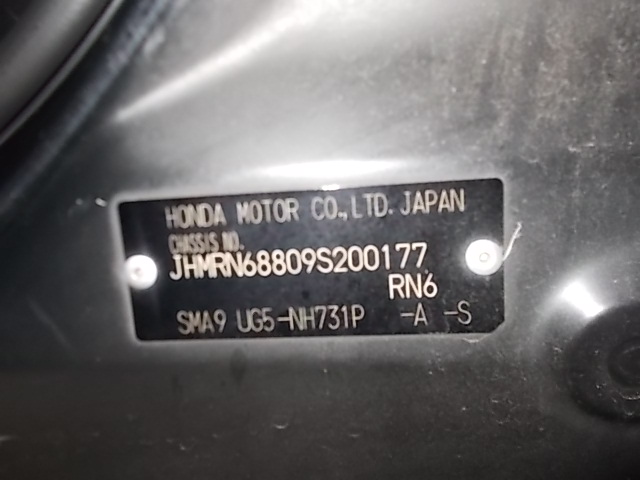 HONDA MOTOR CO.,LTD. JAPAN
CHASSIS NO.
JHMRN68809S200177
RN6
SMA9 UG5-NH731P -A -S